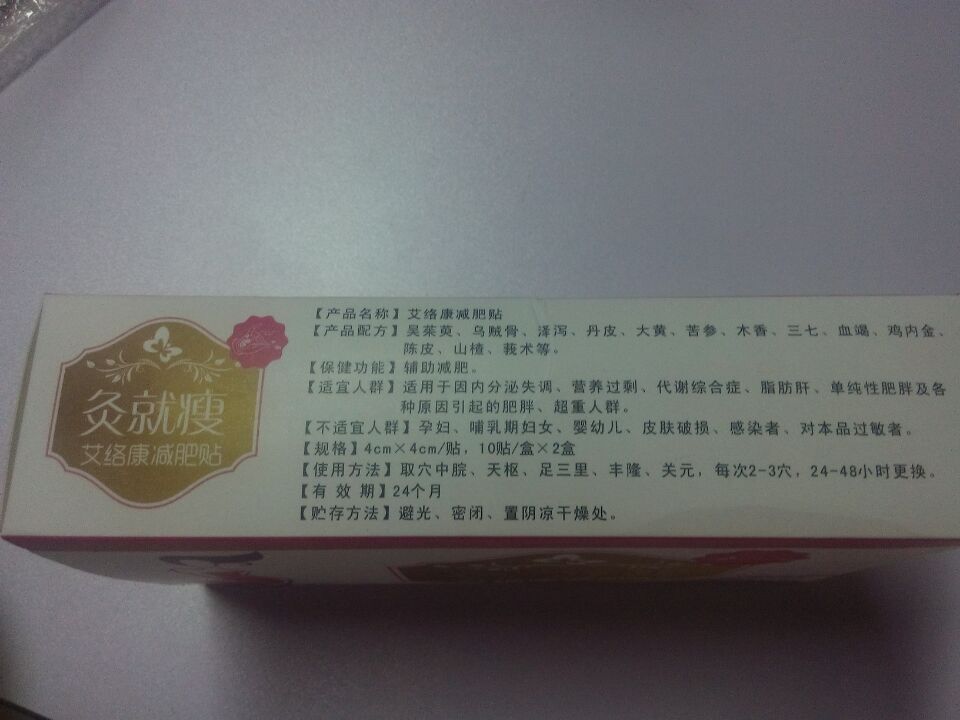 灸就瘦
艾络康减肥贴
【产品名称】艾络康减肥贴
【产品配方】吴茱萸、乌贼骨、泽泻、丹皮、大黄、苦参、木香、三七、血竭、鸡内金、
陈皮、山楂、莪术等。
【保健功能】辅助减肥。
【适宜人群】适用于因内分泌失调、营养过剩、代谢综合症、脂肪肝、单纯性肥胖及各
种原因引起的肥胖、超重人群。
【不适宜人群】孕妇、哺乳期妇女、婴幼儿、皮肤破损、感染者、对本品过敏者。
【规格】4cm×4cm/贴，10贴/盒×2盒
【使用方法】取穴中脘、天枢、足三里、丰隆、关元，每次2-3穴，24-48小时更换。
【有 效 期】24个月
【贮存方法】避光、密闭、置阴凉干燥处。